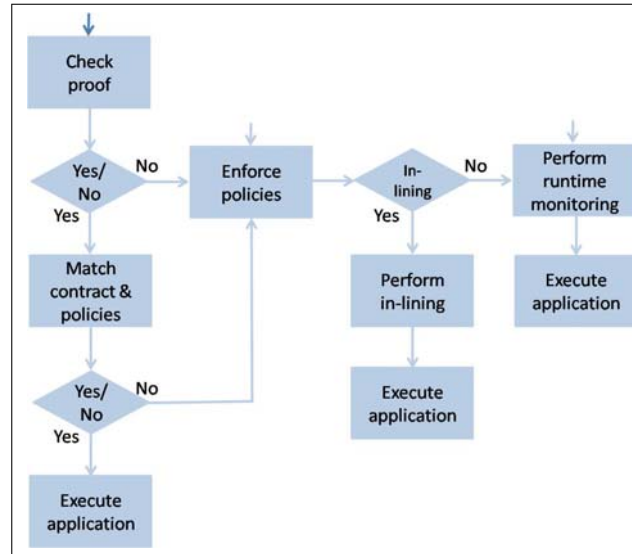 Check
proof
Yes/
No
No
Yes
Match
contract &
policies
Yes/
No
No
Yes
Execute
application
Enforce
policies
In-
lining
No
Yes
Perform
in-lining
Execute
application
Perform
runtime
monitoring
Execute
application